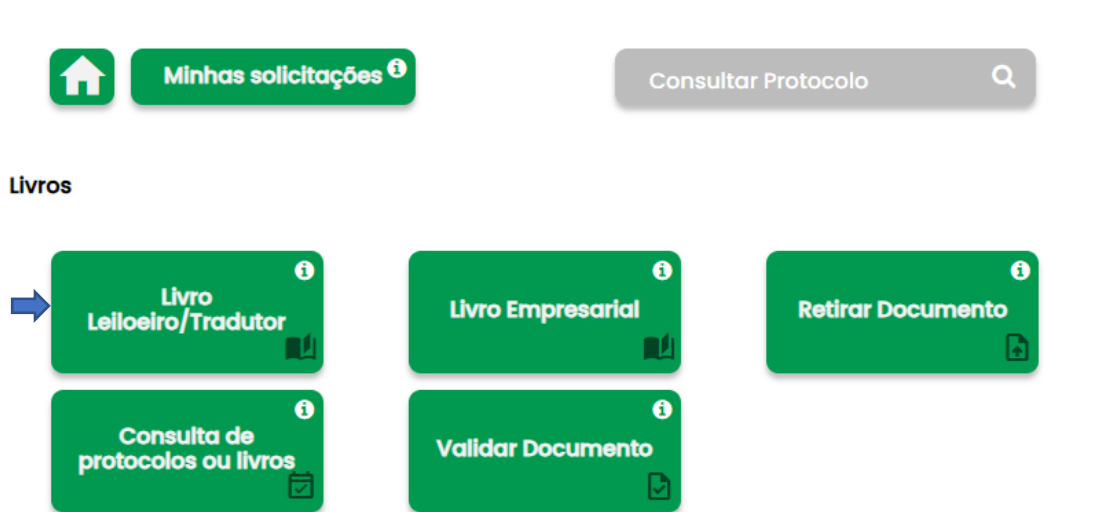 Minhas solicitações
Consultar Protocolo
Livros
Livro
Leiloeiro/Tradutor
Livro Empresarial
Retirar Documento
Consulta de
protocolos ou livros
Validar Documento